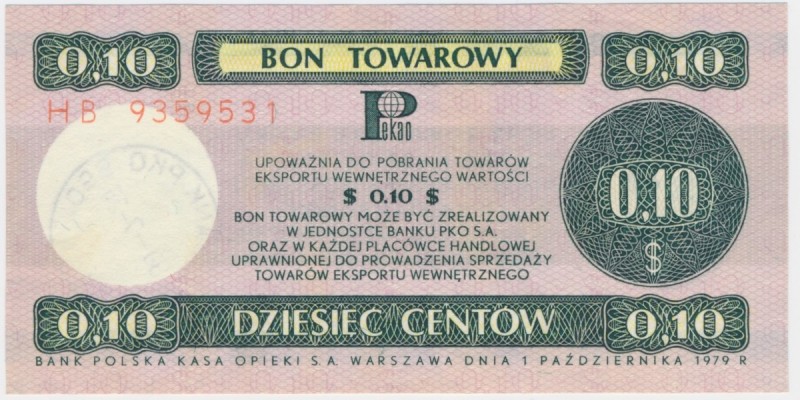 0,10 BON TOWAROWY 0,10
HB 9359531
Pekao
UPOWAŻNIA DO POBRANIA TOWARÓW
EKSPORTU WEWNĘTRZNEGO WARTOŚCI
$ 0.10 $
BON TOWAROWY MOŻE BYĆ ZREALIZOWANY
W JEDNOSTCE BANKU PKO S.A.
ORAZ W KAŻDEJ PLACÓWCE HANDLOWEJ
UPRAWNIONEJ DO PROWADZENIA SPRZEDAŻY
TOWARÓW EKSPORTU WEWNĘTRZNEGO
0,10
$
0,10 DZIESIĘĆ CENTÓW 0,10
BANK POLSKA KASA OPIEKI S.A. WARSZAWA DNIA 1 PAŹDZIERNIKA 1979 R